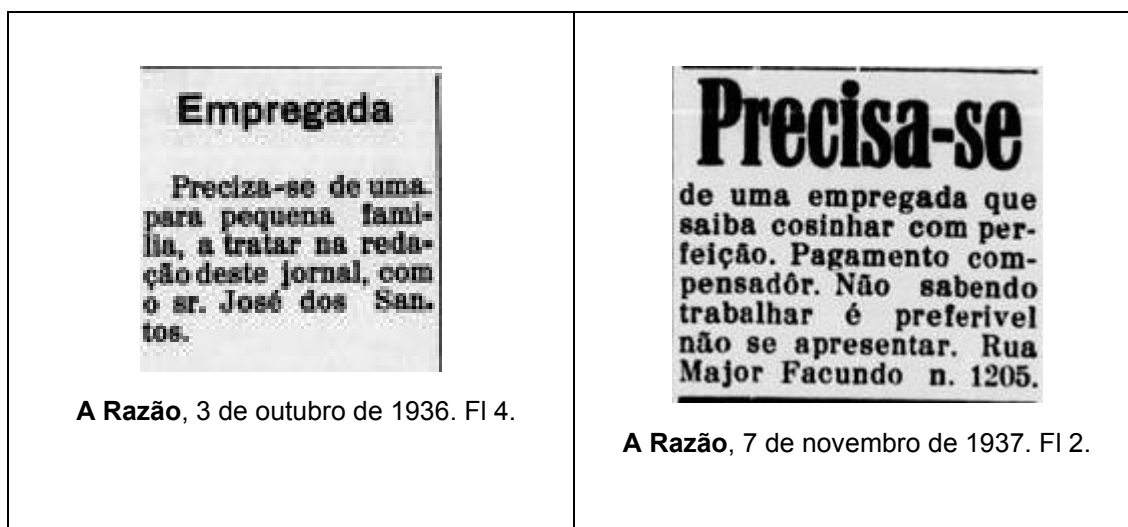 Empregada
Preciza-se de uma
para pequena fami-
lia, a tratar na reda-
ção deste jornal, com
o sr. José dos San-
tos.
A Razão, 3 de outubro de 1936. Fl 4.
Precisa-se
de uma empregada que
saiba cosinhar com per-
feição. Pagamento com-
pensadôr. Não sabendo
trabalhar é preferivel
não se apresentar. Rua
Major Facundo n. 1205.
A Razão, 7 de novembro de 1937. Fl 2.